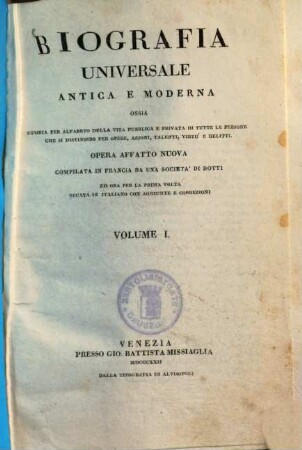 BIOGRAFIA
UNIVERSALE
ANTICA E MODERNA
OSSIA
STORIA PER ALFABETO DELLA VITA PUBBLICA E PRIVATA DI TUTTE LE PERSONE
CHE SI DISTINSERO PER OPERE, AZIONI, TALENTI, VIRTU' E DELITTI.
OPERA AFFATTO NUOVA
COMPILATA IN FRANCIA DA UNA SOCIETA' DI DOTTI
ED ORA PER LA PRIMA VOLTA
RECATA IN ITALIANO CON AGGIUNTE E CORREZIONI
VOLUME I.
VENEZIA
PRESSO GIO. BATTISTA MISSIAGLIA
MDCCCXXII
DALLA TIPOGRAFIA DI ALVISOPOLI